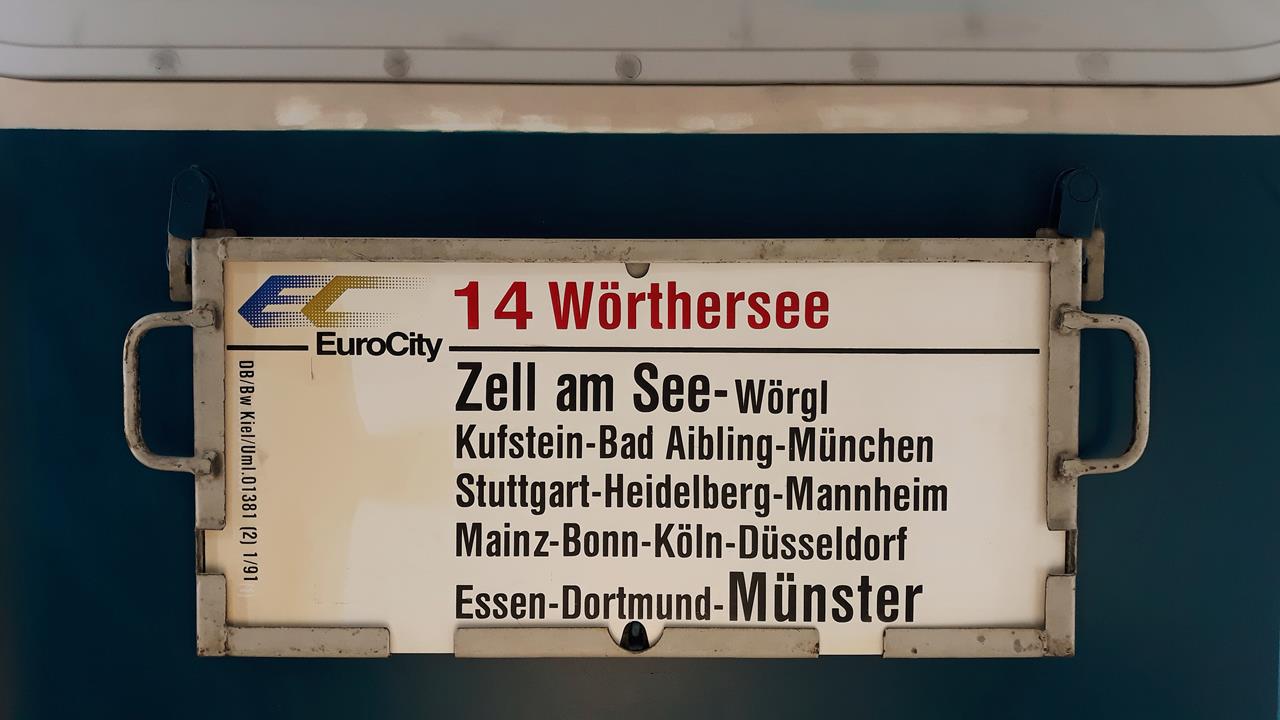 EC
14 Wörthersee
EuroCity
Zell am See-Wörgl
Kufstein-Bad Aibling-München
Stuttgart-Heidelberg-Mannheim
Mainz-Bonn-Köln-Düsseldorf
Essen-Dortmund-Münster
DB/Bw Kiel/Uml.01381 (2) 1/91